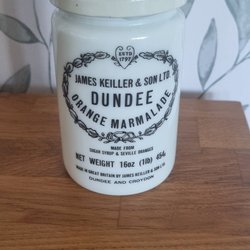 ESTD
1797
JAMES KEILLER & SON LTD.
DUNDEE
ORANGE MARMALADE
MADE FROM
SUGAR SYRUP & SEVILLE ORANGES
NET WEIGHT 16oz (1lb) 454g
MADE IN GREAT BRITAIN BY JAMES KEILLER & SON LTD.
DUNDEE AND CROYDON